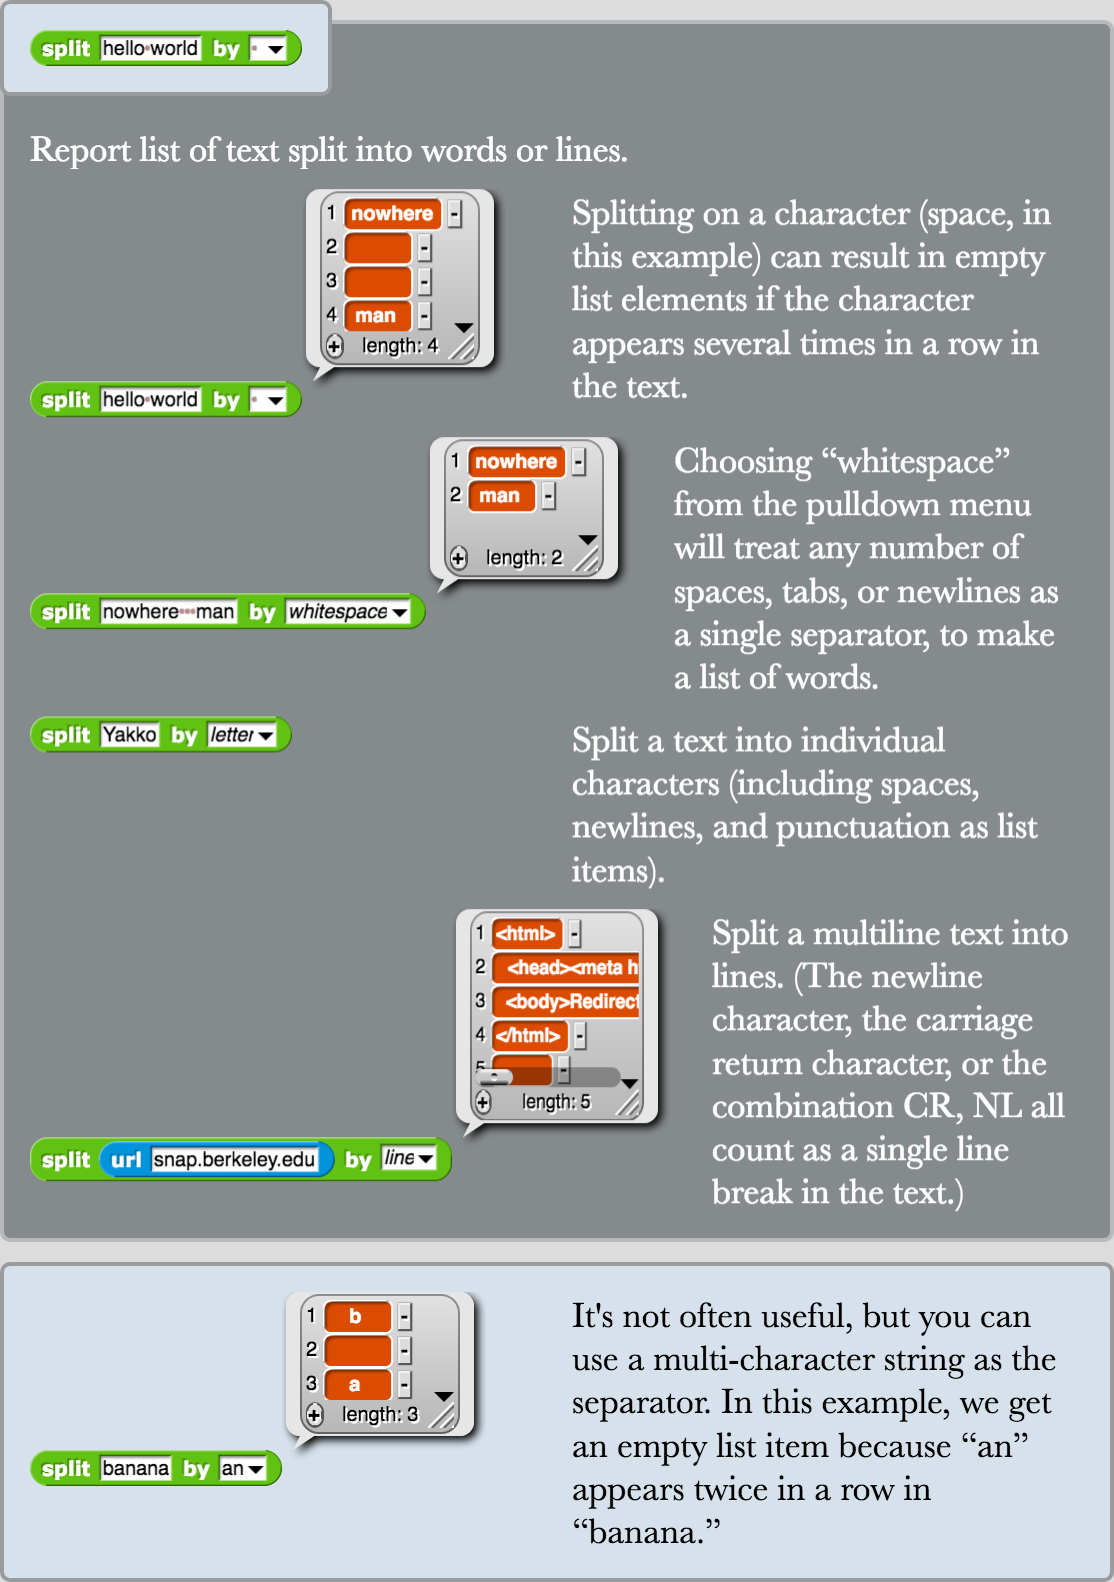 split hello·world by ·
Report list of text split into words or lines.
1 nowhere -
2 -
3 -
4 man -
+ length: 4
split hello·world by ·
Splitting on a character (space, in
this example) can result in empty
list elements if the character
appears several times in a row in
the text.
1 nowhere -
2 man -
+ length: 2
split nowhere···man by whitespace
Choosing “whitespace”
from the pulldown menu
will treat any number of
spaces, tabs, or newlines as
a single separator, to make
a list of words.
split Yakko by letter
Split a text into individual
characters (including spaces,
newlines, and punctuation as list
items).
1 <html> -
2 <head><meta h
3 <body>Redirect
4 </html> -
5 -
+ length: 5
split url snap.berkeley.edu by line
Split a multiline text into
lines. (The newline
character, the carriage
return character, or the
combination CR, NL all
count as a single line
break in the text.)
1 b -
2 -
3 a -
+ length: 3
split banana by an
It's not often useful, but you can
use a multi-character string as the
separator. In this example, we get
an empty list item because “an”
appears twice in a row in
“banana.”